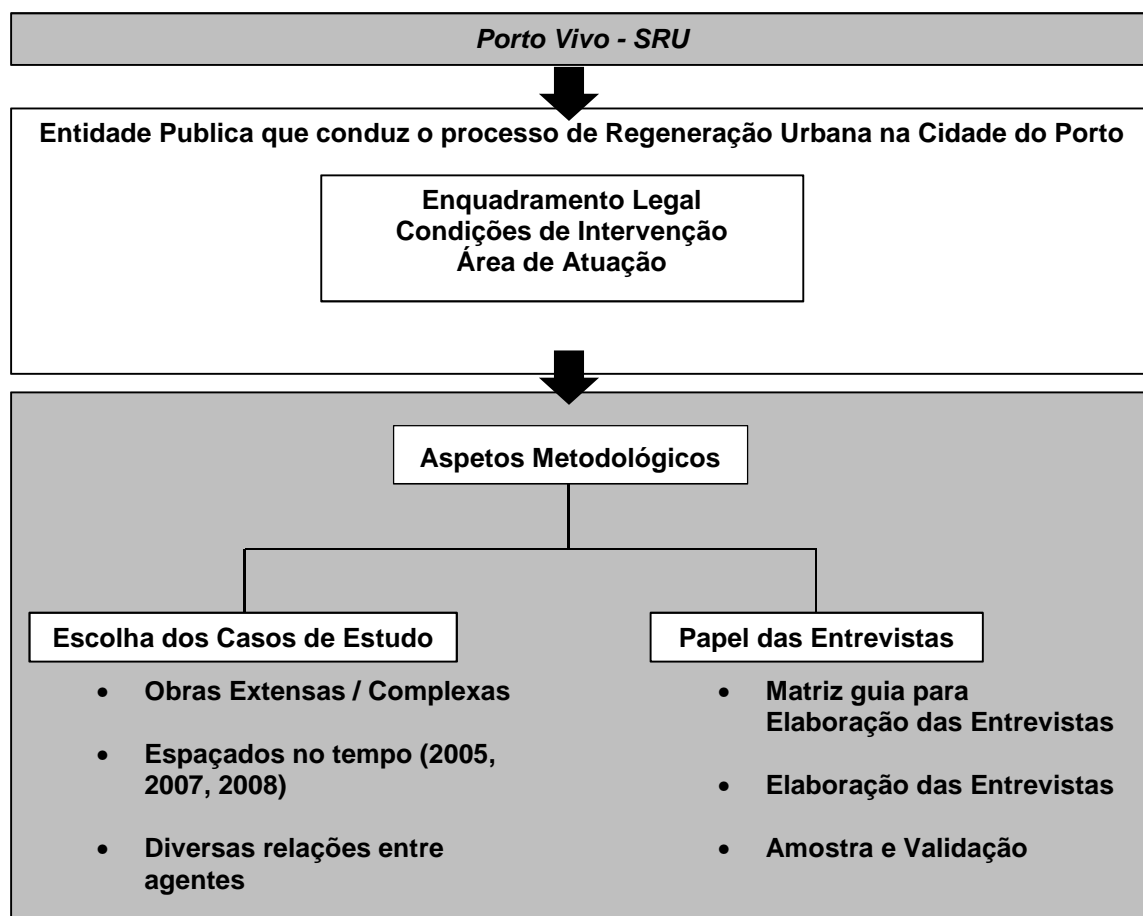 Porto Vivo - SRU
Entidade Publica que conduz o processo de Regeneração Urbana na Cidade do Porto
Enquadramento Legal
Condições de Intervenção
Área de Atuação
Aspetos Metodológicos
Escolha dos Casos de Estudo
• Obras Extensas / Complexas
• Espaçados no tempo (2005,
2007, 2008)
• Diversas relações entre
agentes
Papel das Entrevistas
• Matriz guia para
Elaboração das Entrevistas
• Elaboração das Entrevistas
• Amostra e Validação